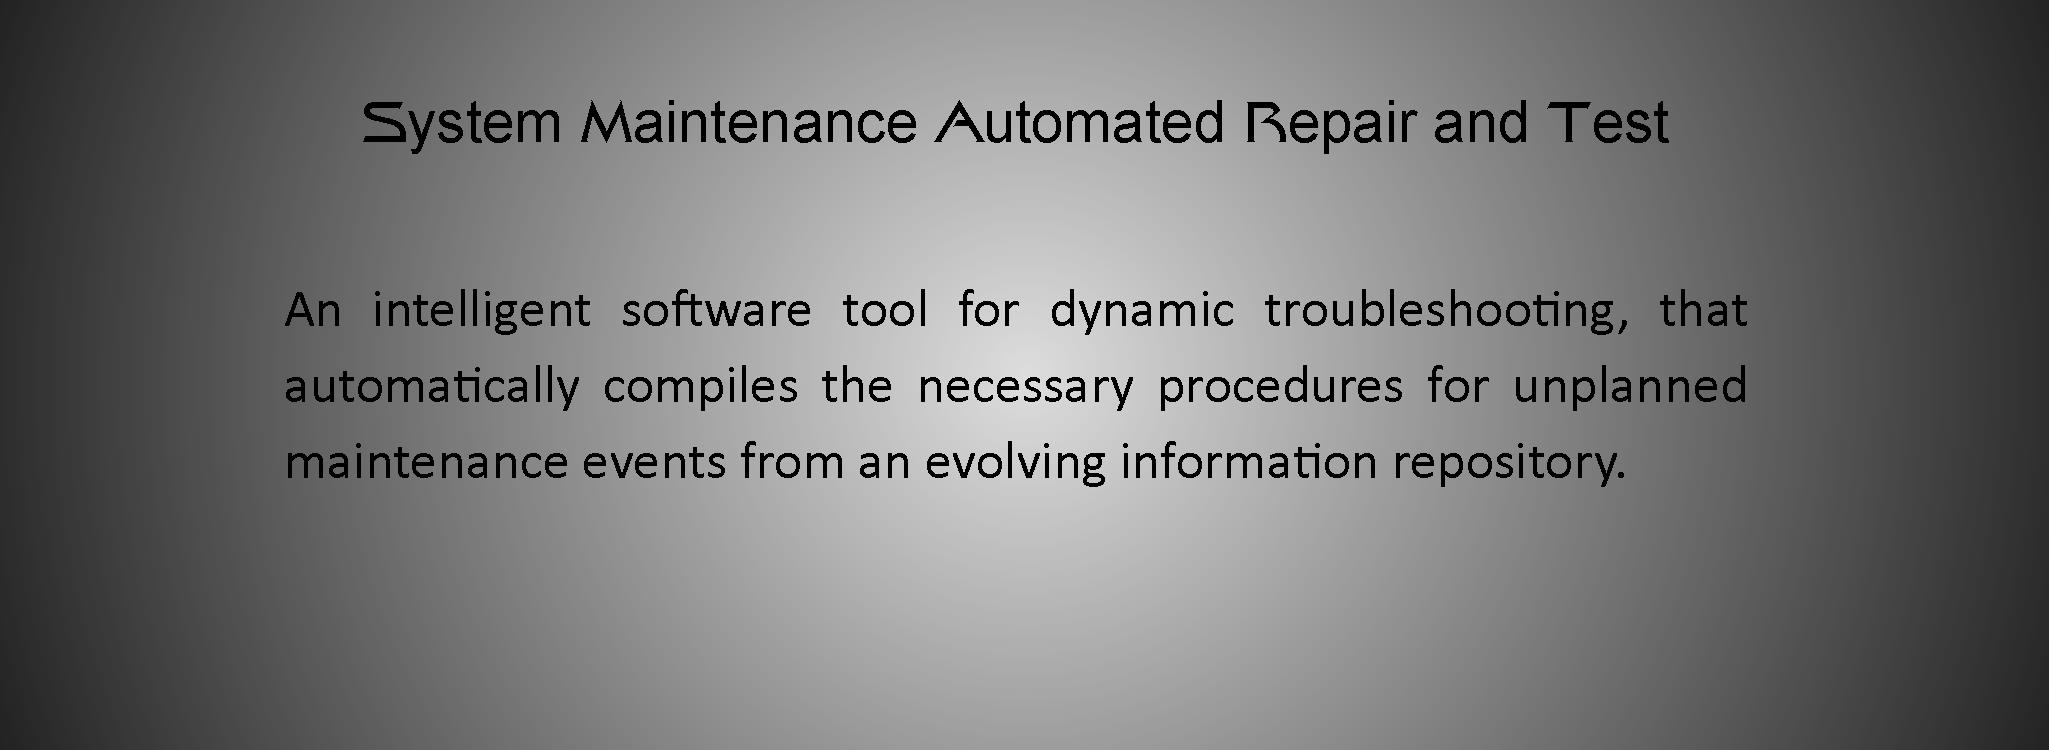 System Maintenance Automated Repair and Test
An intelligent software tool for dynamic troubleshooting, that
automatically compiles the necessary procedures for unplanned
maintenance events from an evolving information repository.